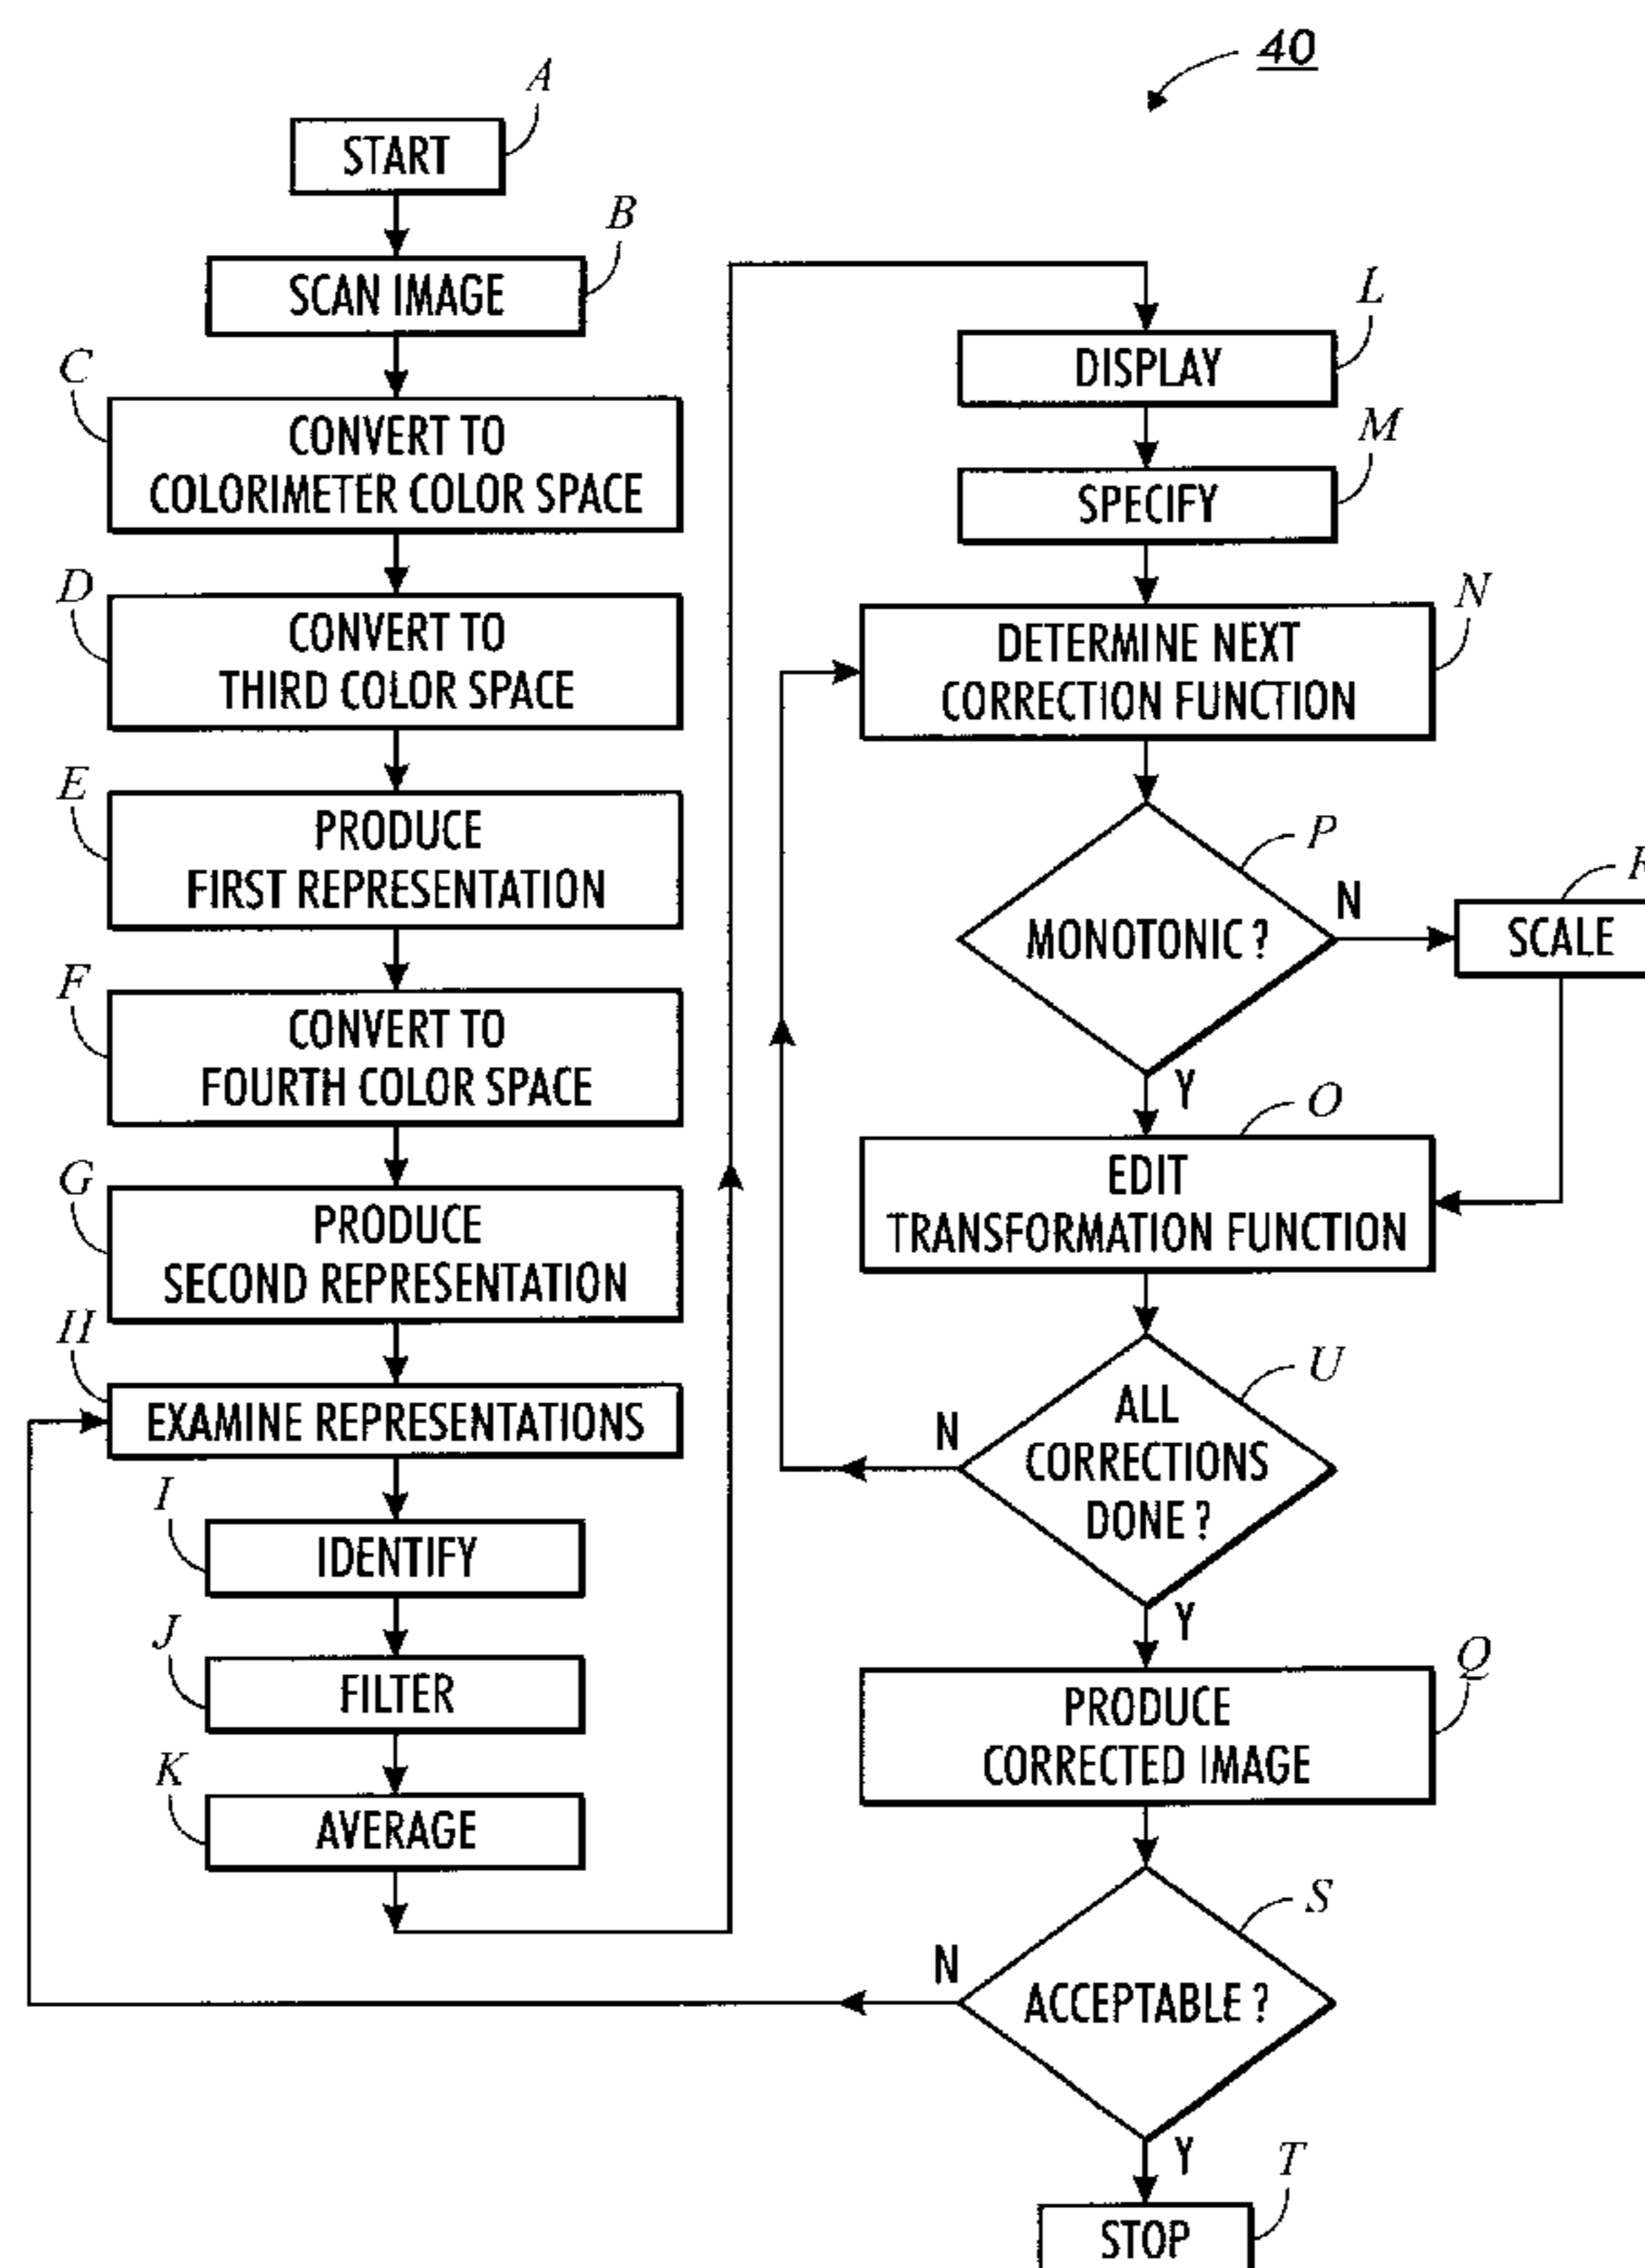 40
A
START
B
SCAN IMAGE
C
CONVERT TO
COLORIMETER COLOR SPACE
D
CONVERT TO
THIRD COLOR SPACE
E
PRODUCE
FIRST REPRESENTATION
F
CONVERT TO
FOURTH COLOR SPACE
G
PRODUCE
SECOND REPRESENTATION
H
EXAMINE REPRESENTATIONS
I
IDENTIFY
J
FILTER
K
AVERAGE
L
DISPLAY
M
SPECIFY
N
DETERMINE NEXT
CORRECTION FUNCTION
P
MONOTONIC?
N
SCALE
Y
O
EDIT
TRANSFORMATION FUNCTION
U
ALL
CORRECTIONS
DONE?
N
Y
Q
PRODUCE
CORRECTED IMAGE
S
ACCEPTABLE?
N
Y
T
STOP